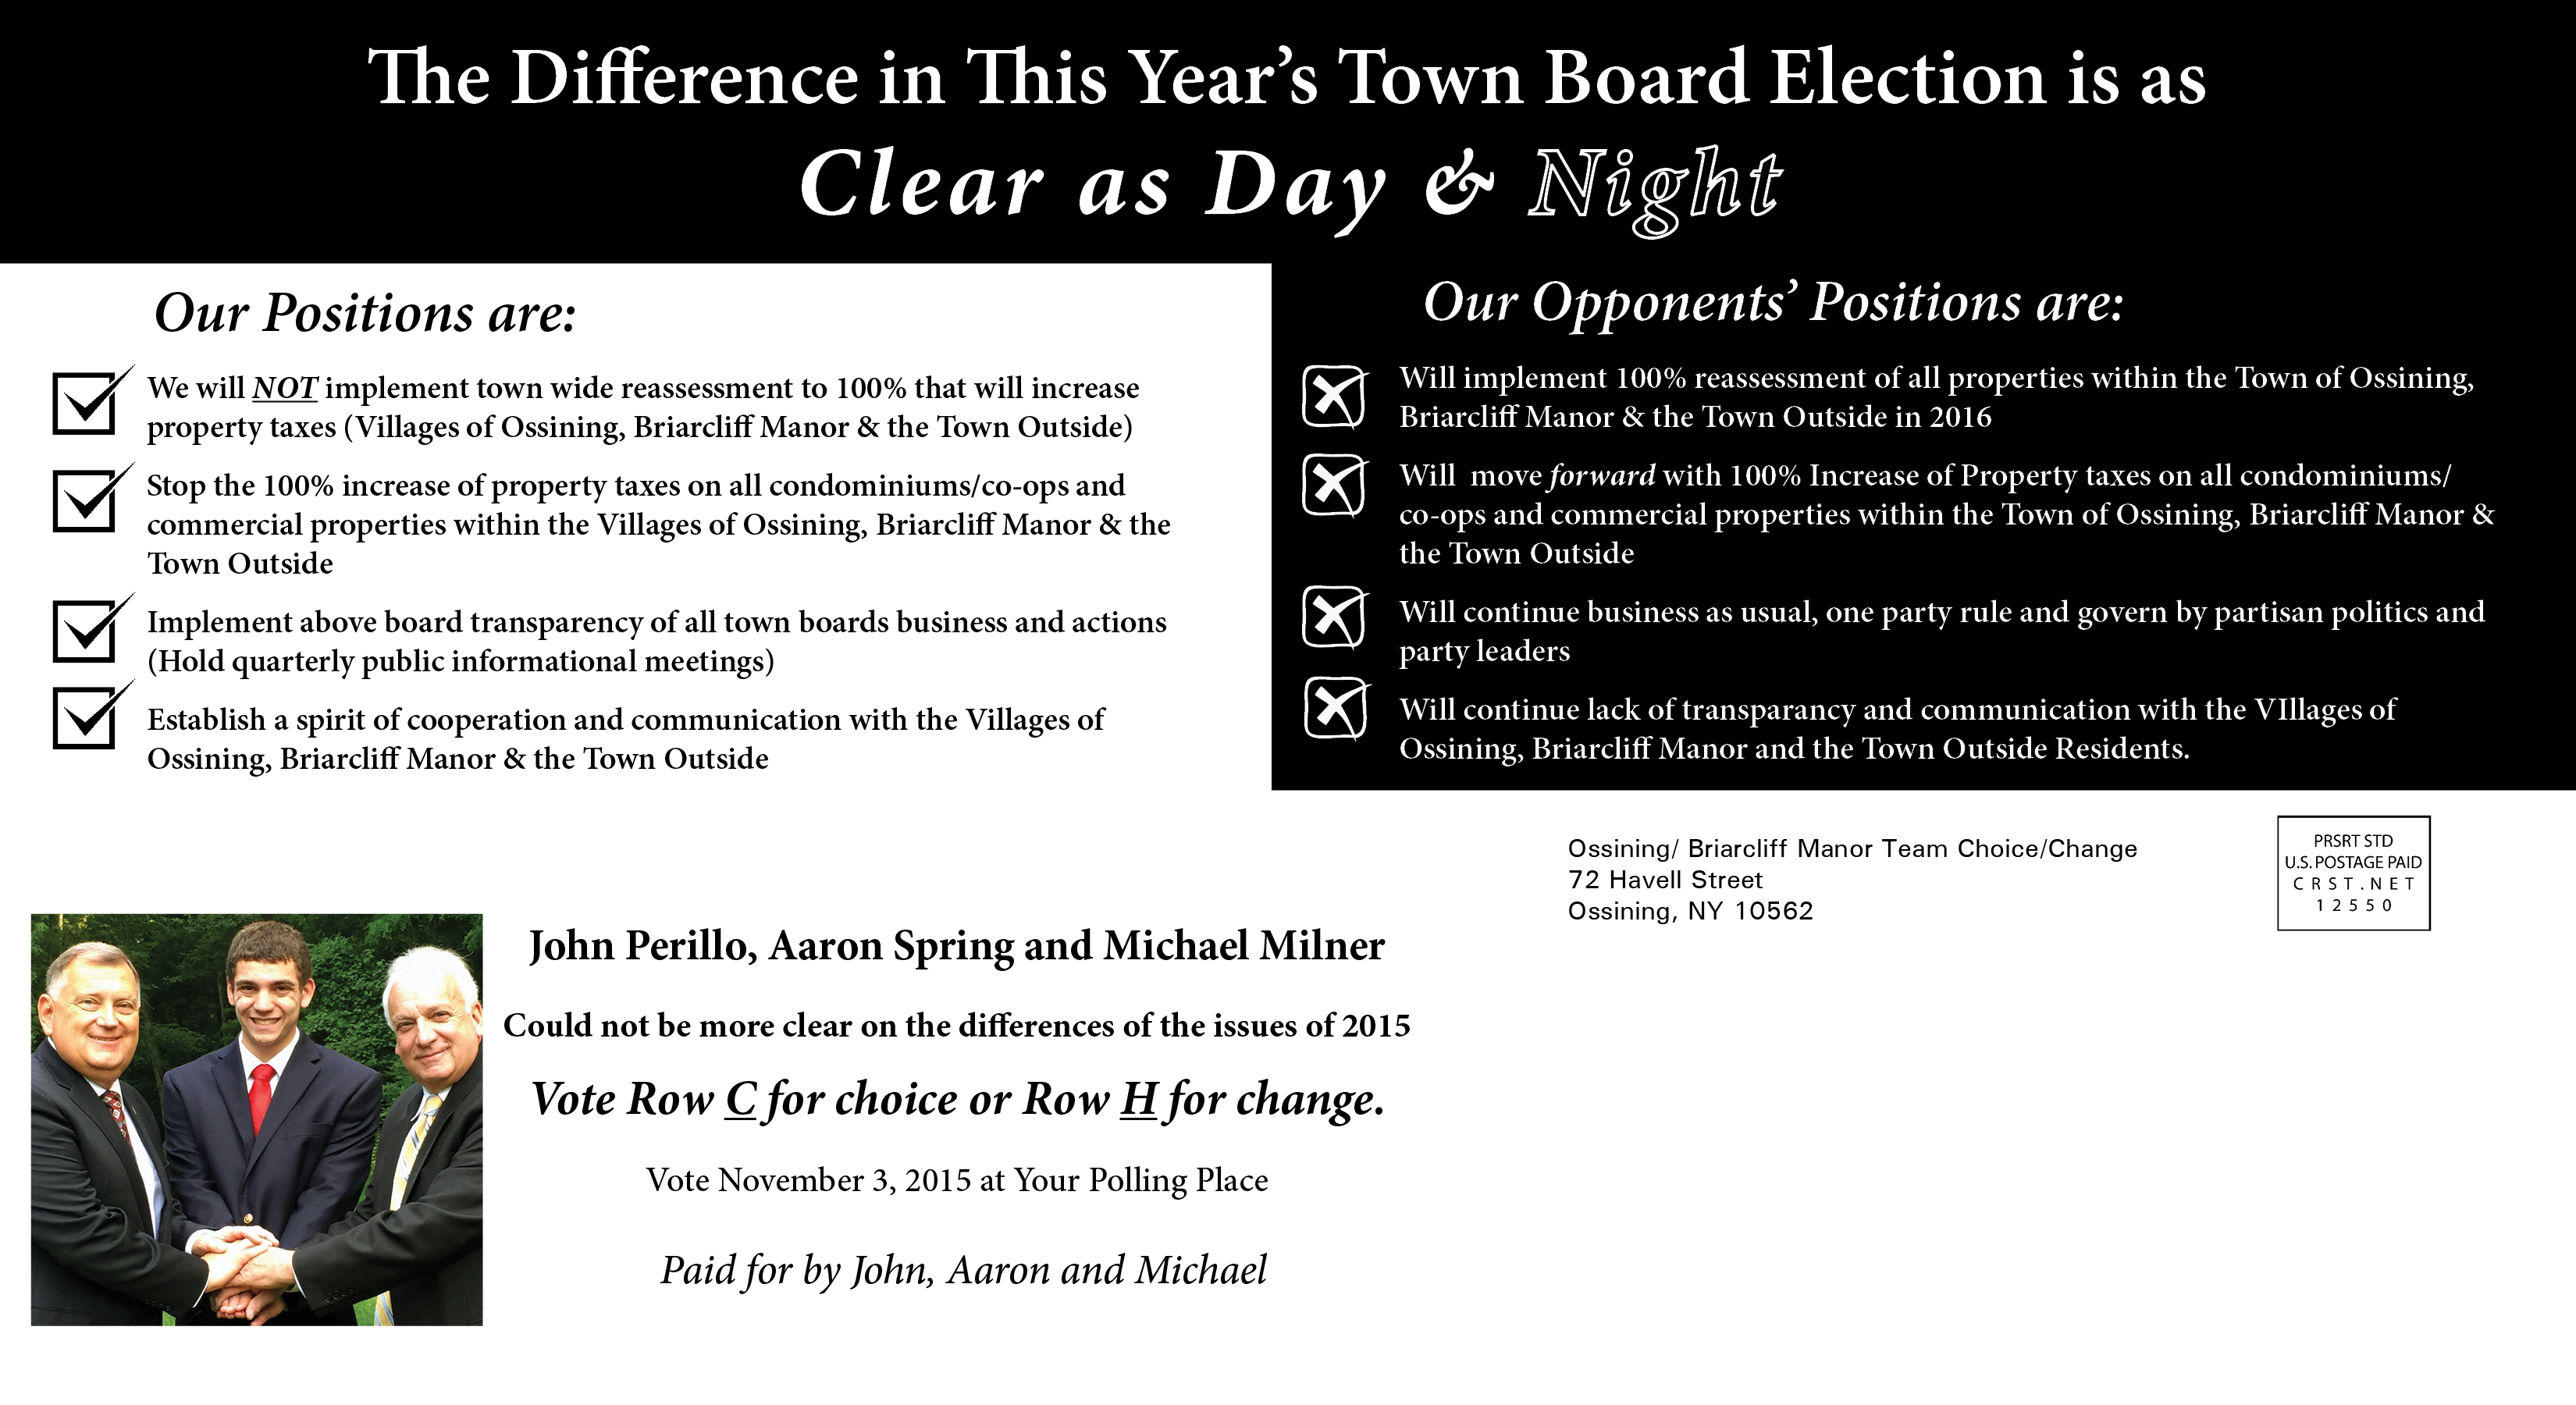 The Difference in This Year’s Town Board Election is as
Clear as Day & Night
Our Positions are:
We will NOT implement town wide reassessment to 100% that will increase
property taxes (Villages of Ossining, Briarcliff Manor & the Town Outside)
Stop the 100% increase of property taxes on all condominiums/co-ops and
commercial properties within the Villages of Ossining, Briarcliff Manor & the
Town Outside
Implement above board transparency of all town boards business and actions
(Hold quarterly public informational meetings)
Establish a spirit of cooperation and communication with the Villages of
Ossining, Briarcliff Manor & the Town Outside
Our Opponents’ Positions are:
Will implement 100% reassessment of all properties within the Town of Ossining,
Briarcliff Manor & the Town Outside in 2016
Will move forward with 100% Increase of Property taxes on all condominiums/
co-ops and commercial properties within the Town of Ossining, Briarcliff Manor &
the Town Outside
Will continue business as usual, one party rule and govern by partisan politics and
party leaders
Will continue lack of transparancy and communication with the VIllages of
Ossining, Briarcliff Manor and the Town Outside Residents.
Ossining/ Briarcliff Manor Team Choice/Change
72 Havell Street
Ossining, NY 10562
PRSRT STD
U.S. POSTAGE PAID
CRST.NET
12550
John Perillo, Aaron Spring and Michael Milner
Could not be more clear on the differences of the issues of 2015
Vote Row C for choice or Row H for change.
Vote November 3, 2015 at Your Polling Place
Paid for by John, Aaron and Michael